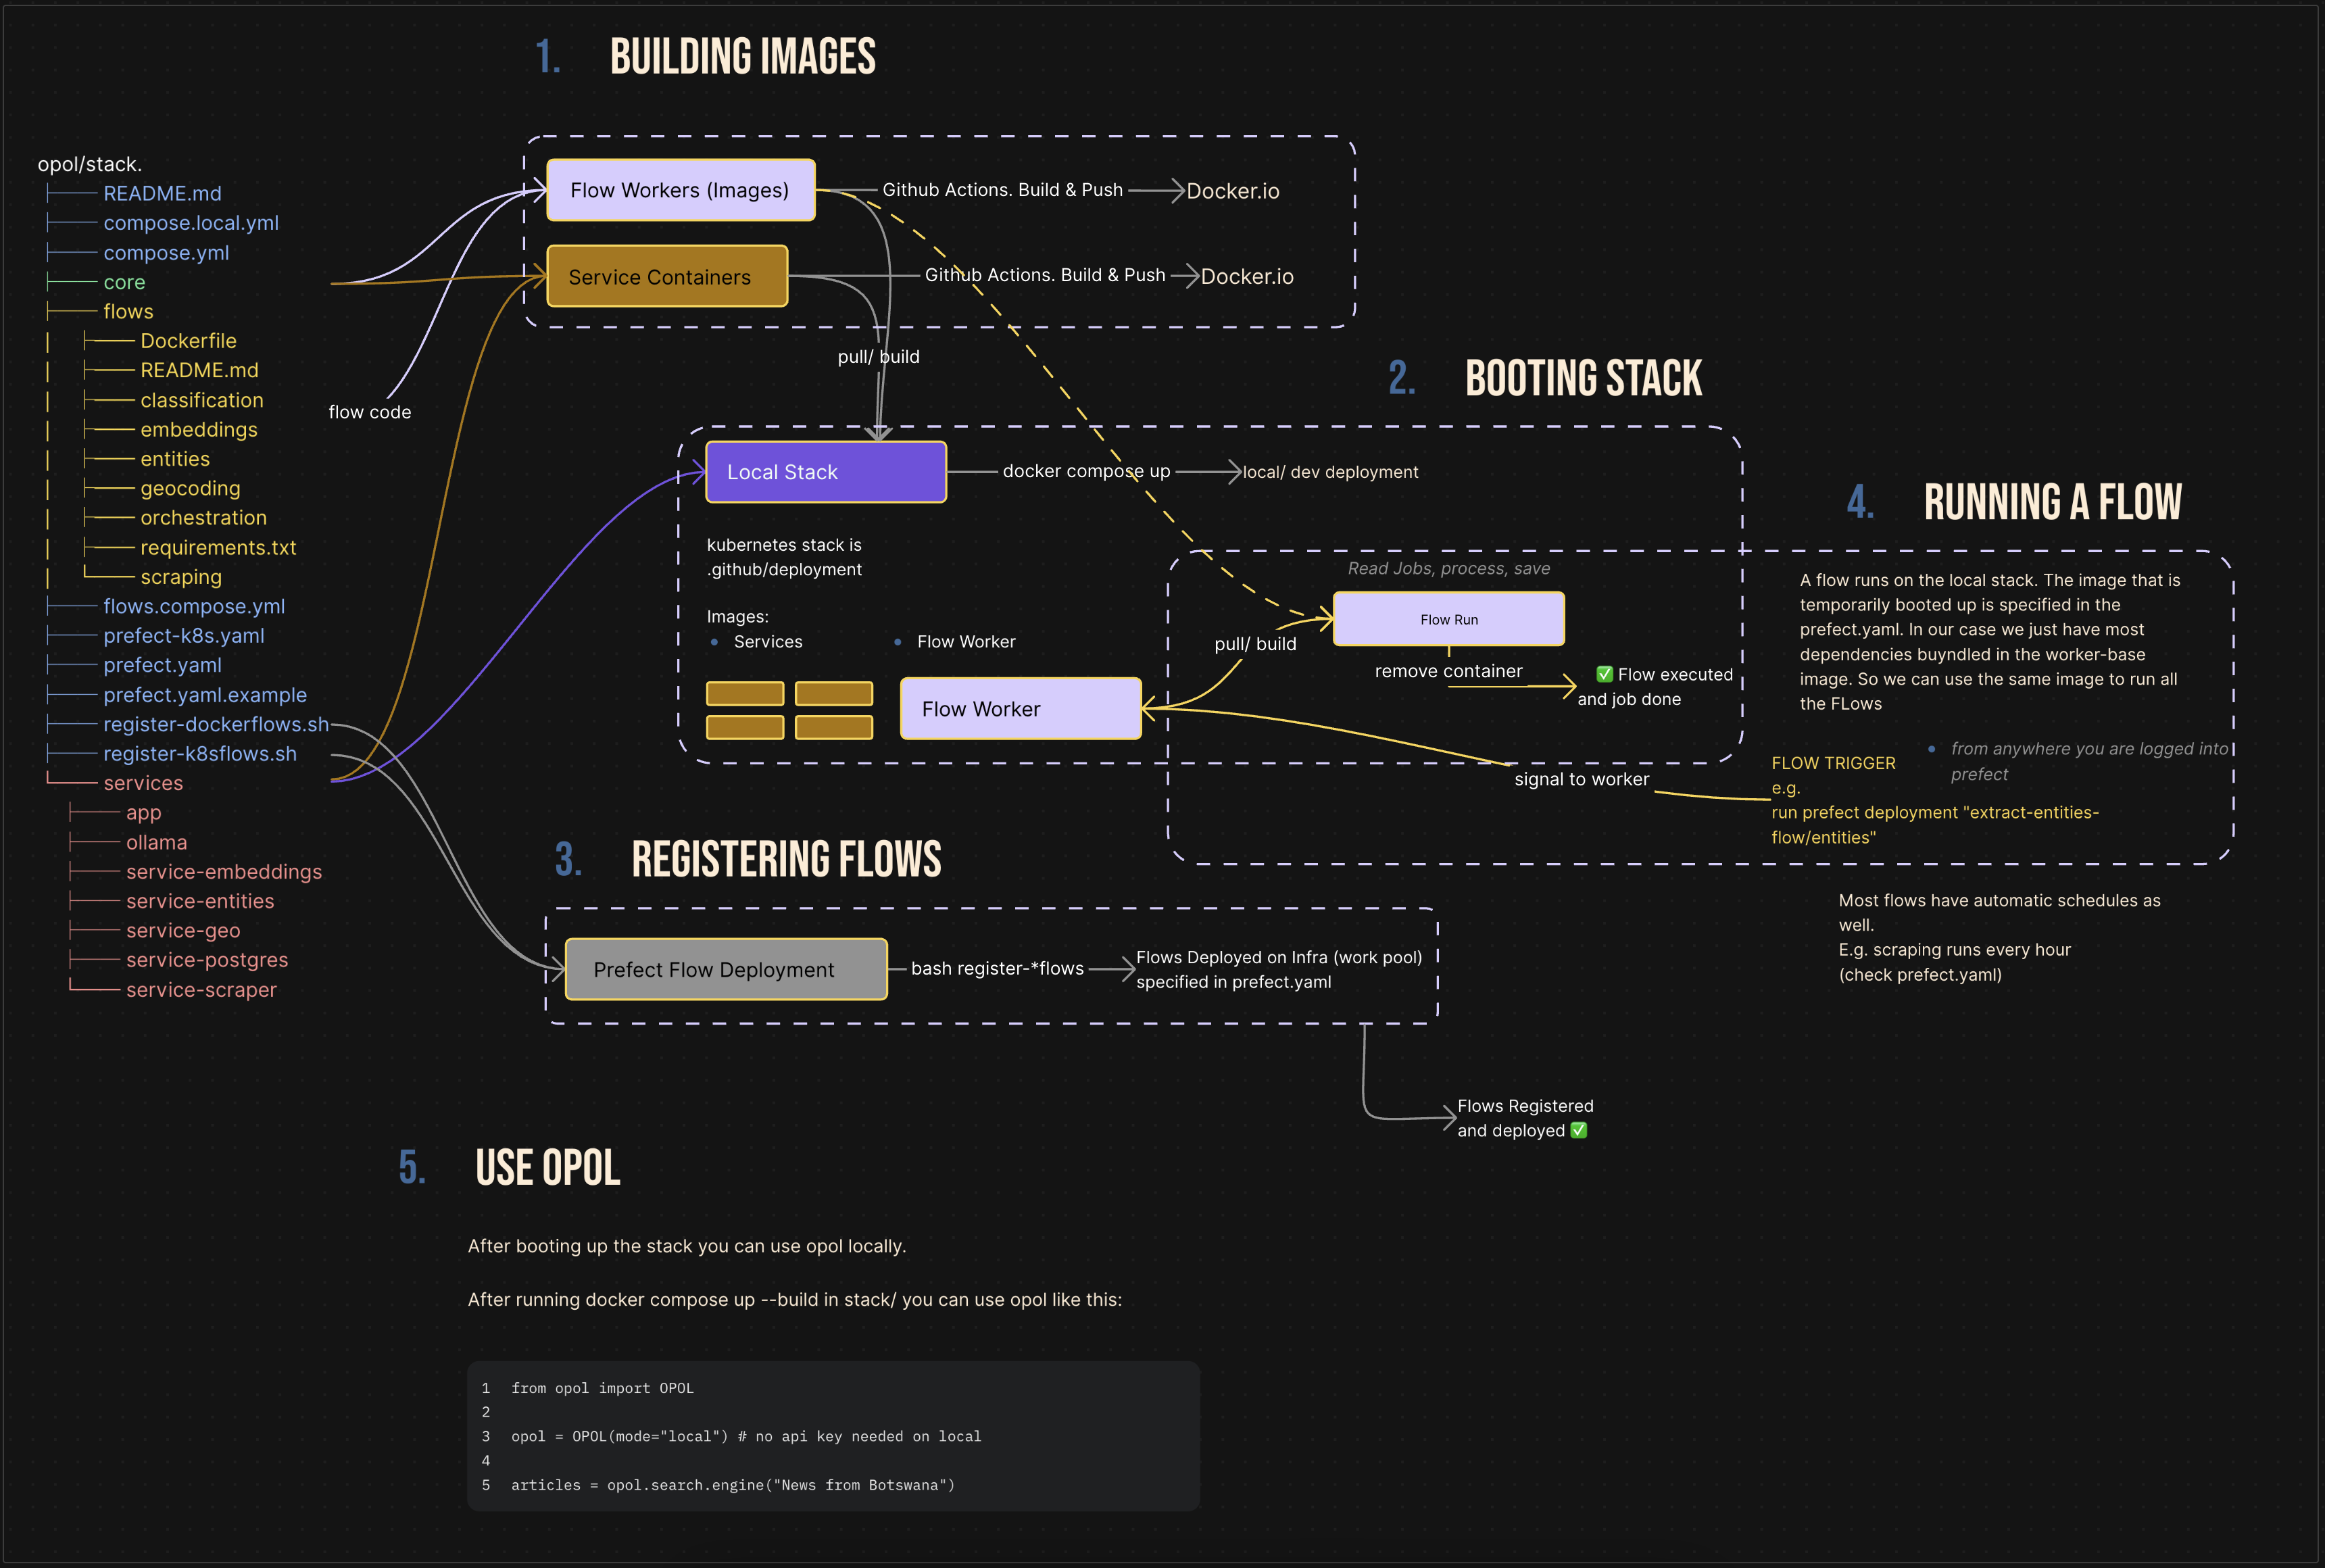 1. BUILDING IMAGES
opol/stack.
README.md
compose.local.yml
compose.yml
core
flows
Dockerfile
README.md
classification
embeddings
entities
geocoding
orchestration
requirements.txt
scraping
flows.compose.yml
prefect-k8s.yaml
prefect.yaml
prefect.yaml.example
register-dockerflows.sh
register-k8sflows.sh
services
app
ollama
service-embeddings
service-entities
service-geo
service-postgres
service-scraper
flow code
Flow Workers (Images)
Github Actions. Build & Push
Docker.io
Service Containers
Github Actions. Build & Push
Docker.io
pull/ build
2. BOOTING STACK
Local Stack
docker compose up
local/ dev deployment
kubernetes stack is
.github/deployment
Images:
• Services
• Flow Worker
Flow Worker
4. RUNNING A FLOW
Read Jobs, process, save
Flow Run
pull/ build
remove container
✅ Flow executed
and job done
signal to worker
A flow runs on the local stack. The image that is
temporarily booted up is specified in the
prefect.yaml. In our case we just have most
dependencies buyndled in the worker-base
image. So we can use the same image to run all
the FLows
• from anywhere you are logged into
prefect
FLOW TRIGGER
e.g.
run prefect deployment "extract-entities-
flow/entities"
Most flows have automatic schedules as
well.
E.g. scraping runs every hour
(check prefect.yaml)
3. REGISTERING FLOWS
Prefect Flow Deployment
bash register-*flows
Flows Deployed on Infra (work pool)
specified in prefect.yaml
Flows Registered
and deployed ✅
5. USE OPOL
After booting up the stack you can use opol locally.
After running docker compose up --build in stack/ you can use opol like this:
1 from opol import OPOL
2
3 opol = OPOL(mode="local") # no api key needed on local
4
5 articles = opol.search.engine("News from Botswana")